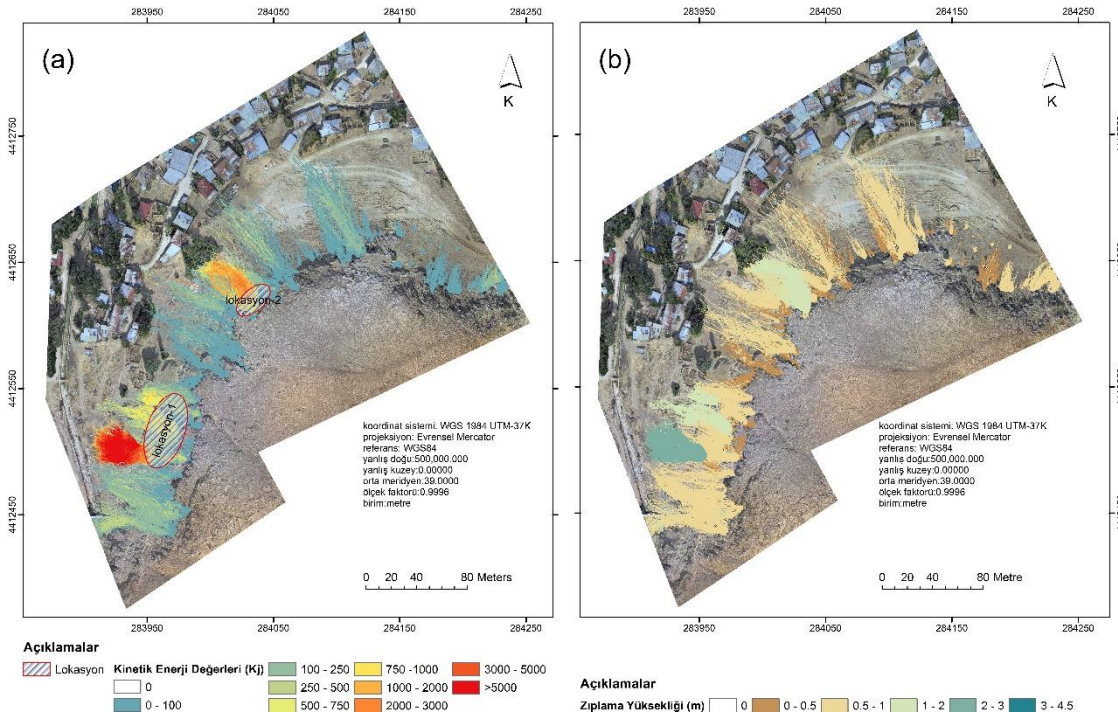 283950 284050 284150 284250
(a)
K
4412750
4412650
4412550
4412450
lokasyon-2
lokasyon-1
koordinat sistemi: WGS 1984 UTM-37K
projeksiyon: Evrensel Mercator
referans: WGS84
yanlış doğu:500,000.000
yanlış kuzey:0.00000
orta meridyen:39.0000
ölçek faktörü:0.9996
birim:metre
0 20 40 80 Meters
283950 284050 284150 284250
Açıklamalar
Lokasyon
Kinetik Enerji Değerleri (Kj)
0
0 - 100
100 - 250
250 - 500
500 - 750
750 -1000
1000 - 2000
2000 - 3000
3000 - 5000
>5000
283950 284050 284150 284250
(b)
K
koordinat sistemi: WGS 1984 UTM-37K
projeksiyon: Evrensel Mercator
referans: WGS84
yanlış doğu:500,000.000
yanlış kuzey:0.00000
orta meridyen:39.0000
ölçek faktörü:0.9996
birim:metre
0 20 40 80 Metre
283950 284050 284150 284250
Açıklamalar
Zıplama Yüksekliği (m) 0 0 - 0.5 0.5 - 1 1 - 2 2 - 3 3 - 4.5